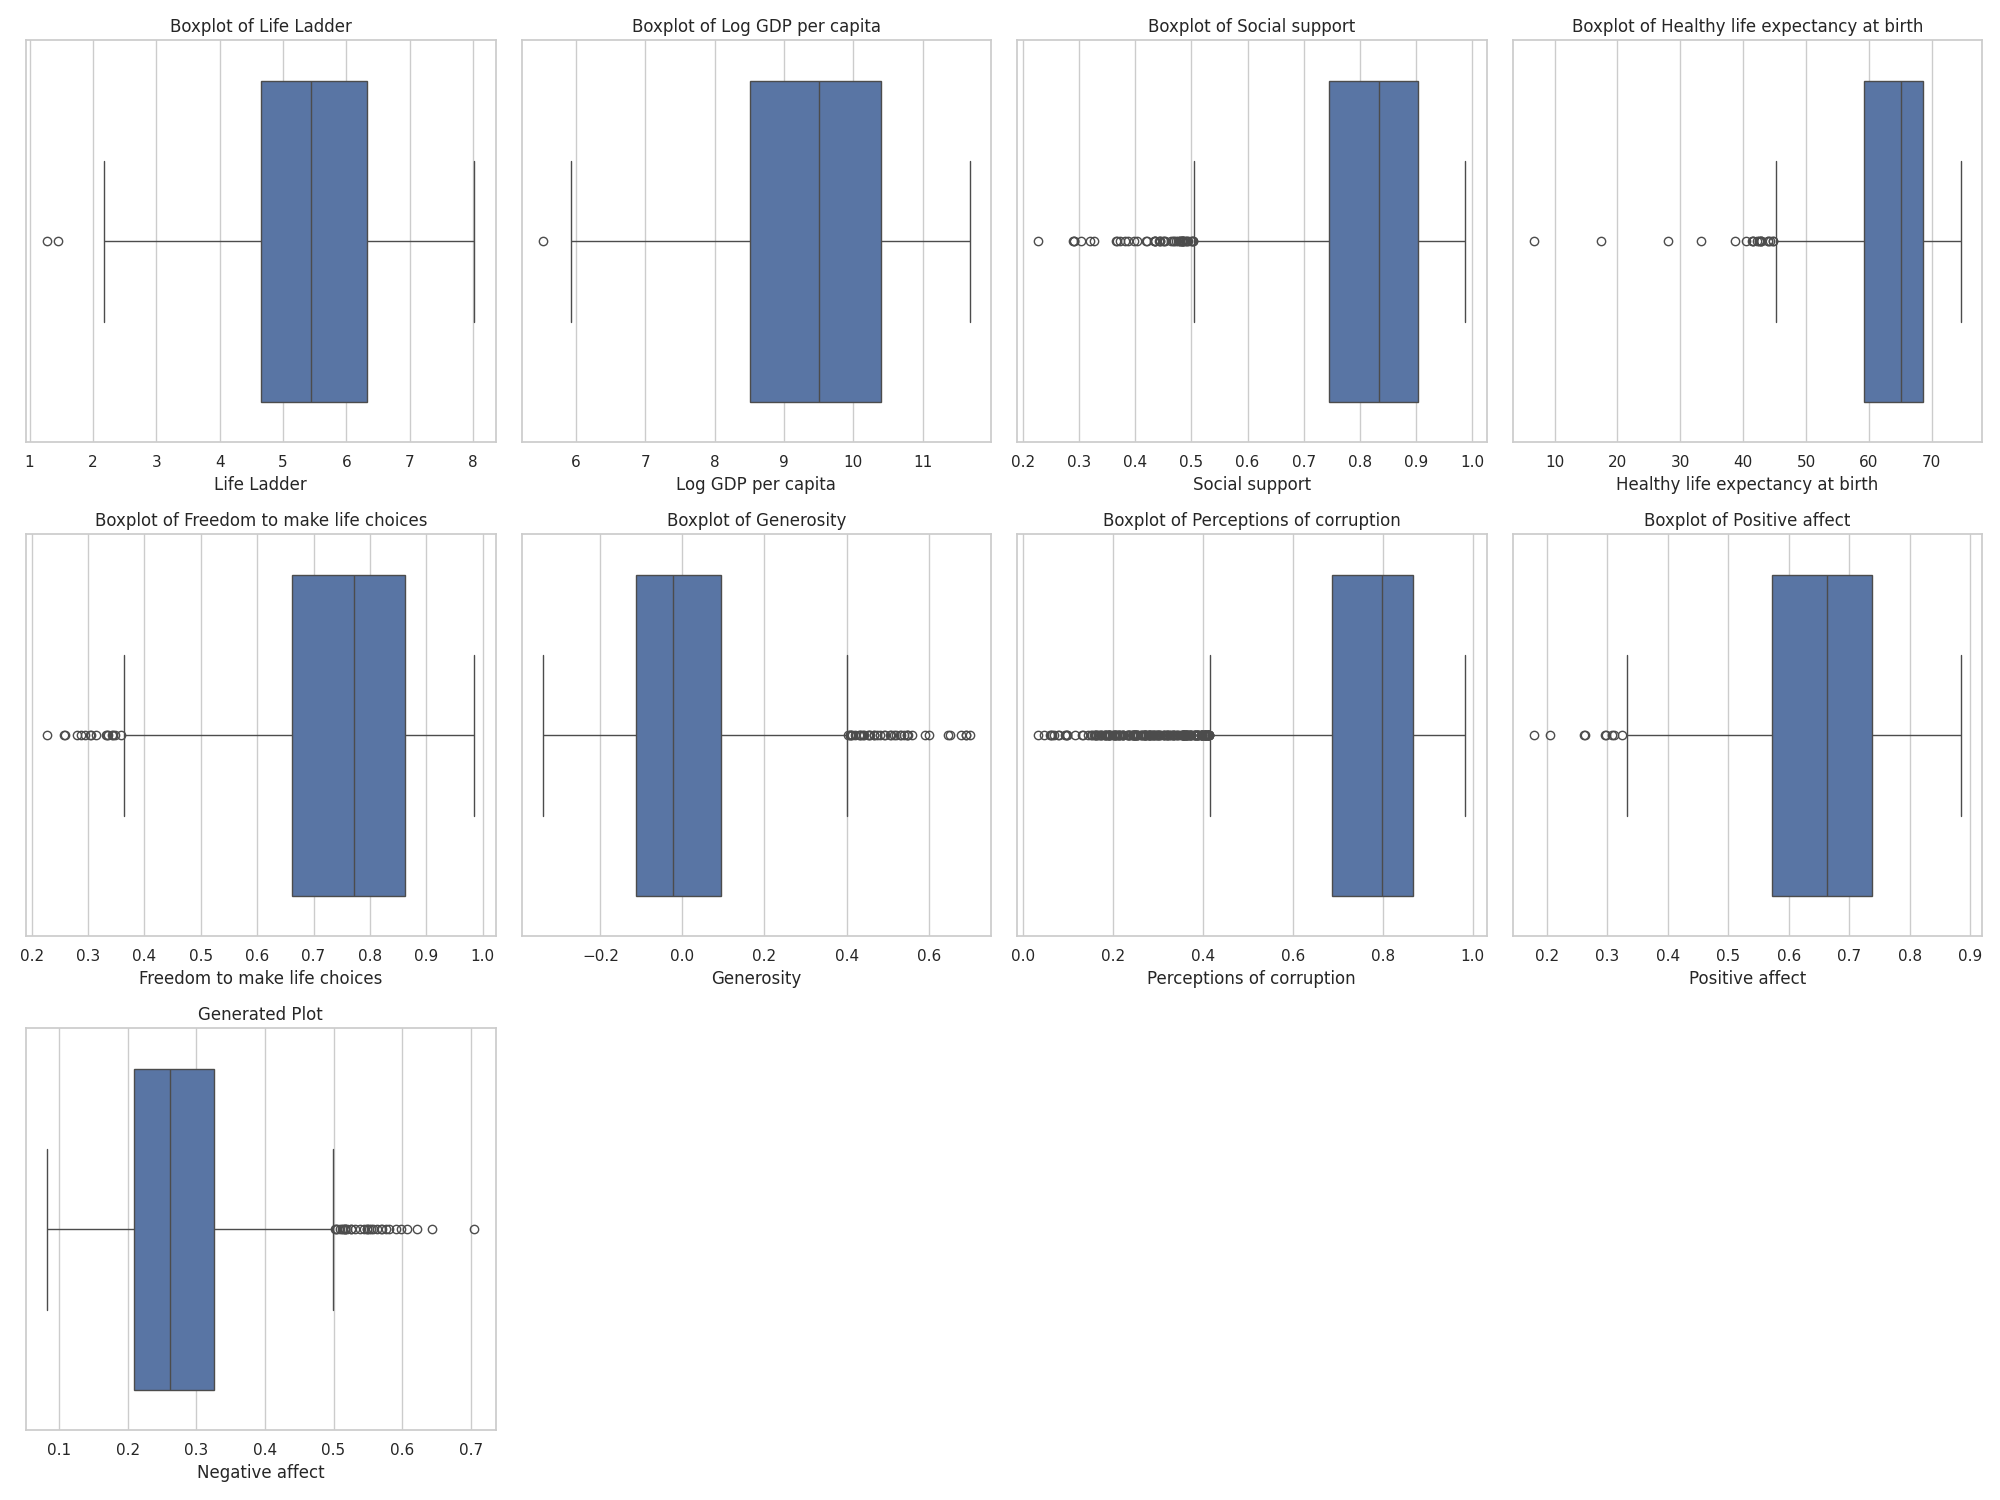 Boxplot of Life Ladder
1 2 3 4 5 6 7 8
Life Ladder
Boxplot of Log GDP per capita
6 7 8 9 10 11
Log GDP per capita
Boxplot of Social support
0.2 0.3 0.4 0.5 0.6 0.7 0.8 0.9 1.0
Social support
Boxplot of Healthy life expectancy at birth
10 20 30 40 50 60 70
Healthy life expectancy at birth
Boxplot of Freedom to make life choices
0.2 0.3 0.4 0.5 0.6 0.7 0.8 0.9 1.0
Freedom to make life choices
Boxplot of Generosity
−0.2 0.0 0.2 0.4 0.6
Generosity
Boxplot of Perceptions of corruption
0.0 0.2 0.4 0.6 0.8 1.0
Perceptions of corruption
Boxplot of Positive affect
0.2 0.3 0.4 0.5 0.6 0.7 0.8 0.9
Positive affect
Generated Plot
0.1 0.2 0.3 0.4 0.5 0.6 0.7
Negative affect